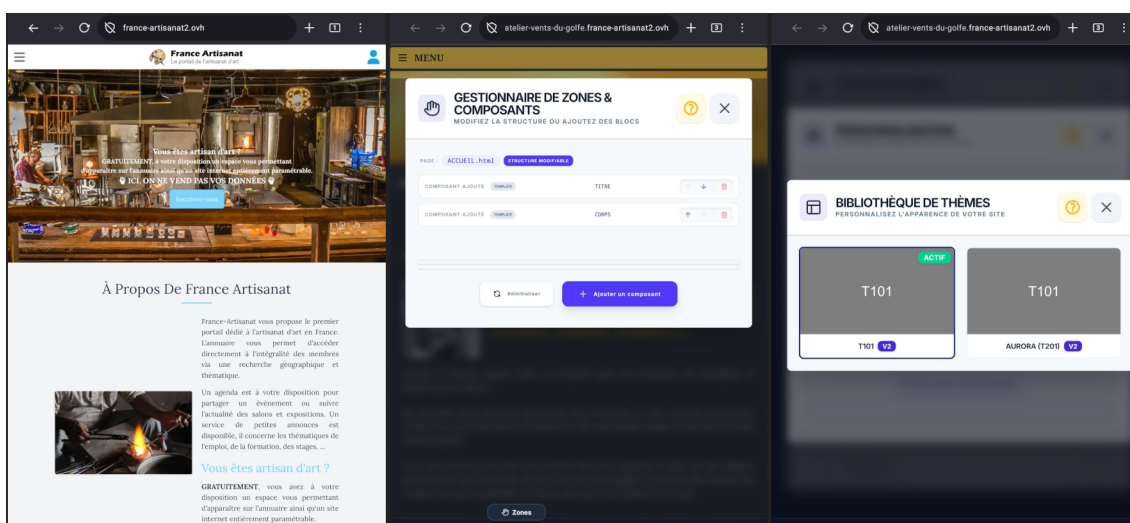 france-artisanat2.ovh
1
France Artisanat
Le portail de l'artisanat d'art
Vous êtes artisan d'art ?
GRATUITEMENT, à votre disposition un espace vous permettant
d'apparaître sur l'annuaire ainsi qu'un site internet entièrement paramétrable.
ICI, ON NE VEND PAS VOS DONNÉES
Inscrivez-vous
À Propos De France Artisanat
France-Artisanat vous propose le premier
portail dédié à l'artisanat d'art en France.
L'annuaire vous permet d'accéder
directement à l'intégralité des membres
via une recherche géographique et
thématique.
Un agenda est à votre disposition pour
partager un évènement ou suivre
l'actualité des salons et expositions. Un
service de petites annonces est
disponible, il concerne les thématiques de
l'emploi, de la formation, des stages, ...
Vous êtes artisan d'art ?
GRATUITEMENT, vous avez à votre
disposition un espace vous permettant
d'apparaître sur l'annuaire ainsi qu'un site
internet entièrement paramétrable.
atelier-vents-du-golfe.france-artisanat2.ovh
3
MENU
GESTIONNAIRE DE ZONES &
COMPOSANTS
MODIFIEZ LA STRUCTURE OU AJOUTEZ DES BLOCS
PAGE : ACCUEIL.html STRUCTURE MODIFIABLE
COMPOSANT AJOUTÉ TEMPLATE TITRE
COMPOSANT AJOUTÉ TEMPLATE CORPS
Réinitialiser
+ Ajouter un composant
Zones
atelier-vents-du-golfe.france-artisanat2.ovh
3
BIBLIOTHÈQUE DE THÈMES
PERSONNALISEZ L'APPARENCE DE VOTRE SITE
ACTIF
T101
T101
T101 V2
AURORA (T201) V2